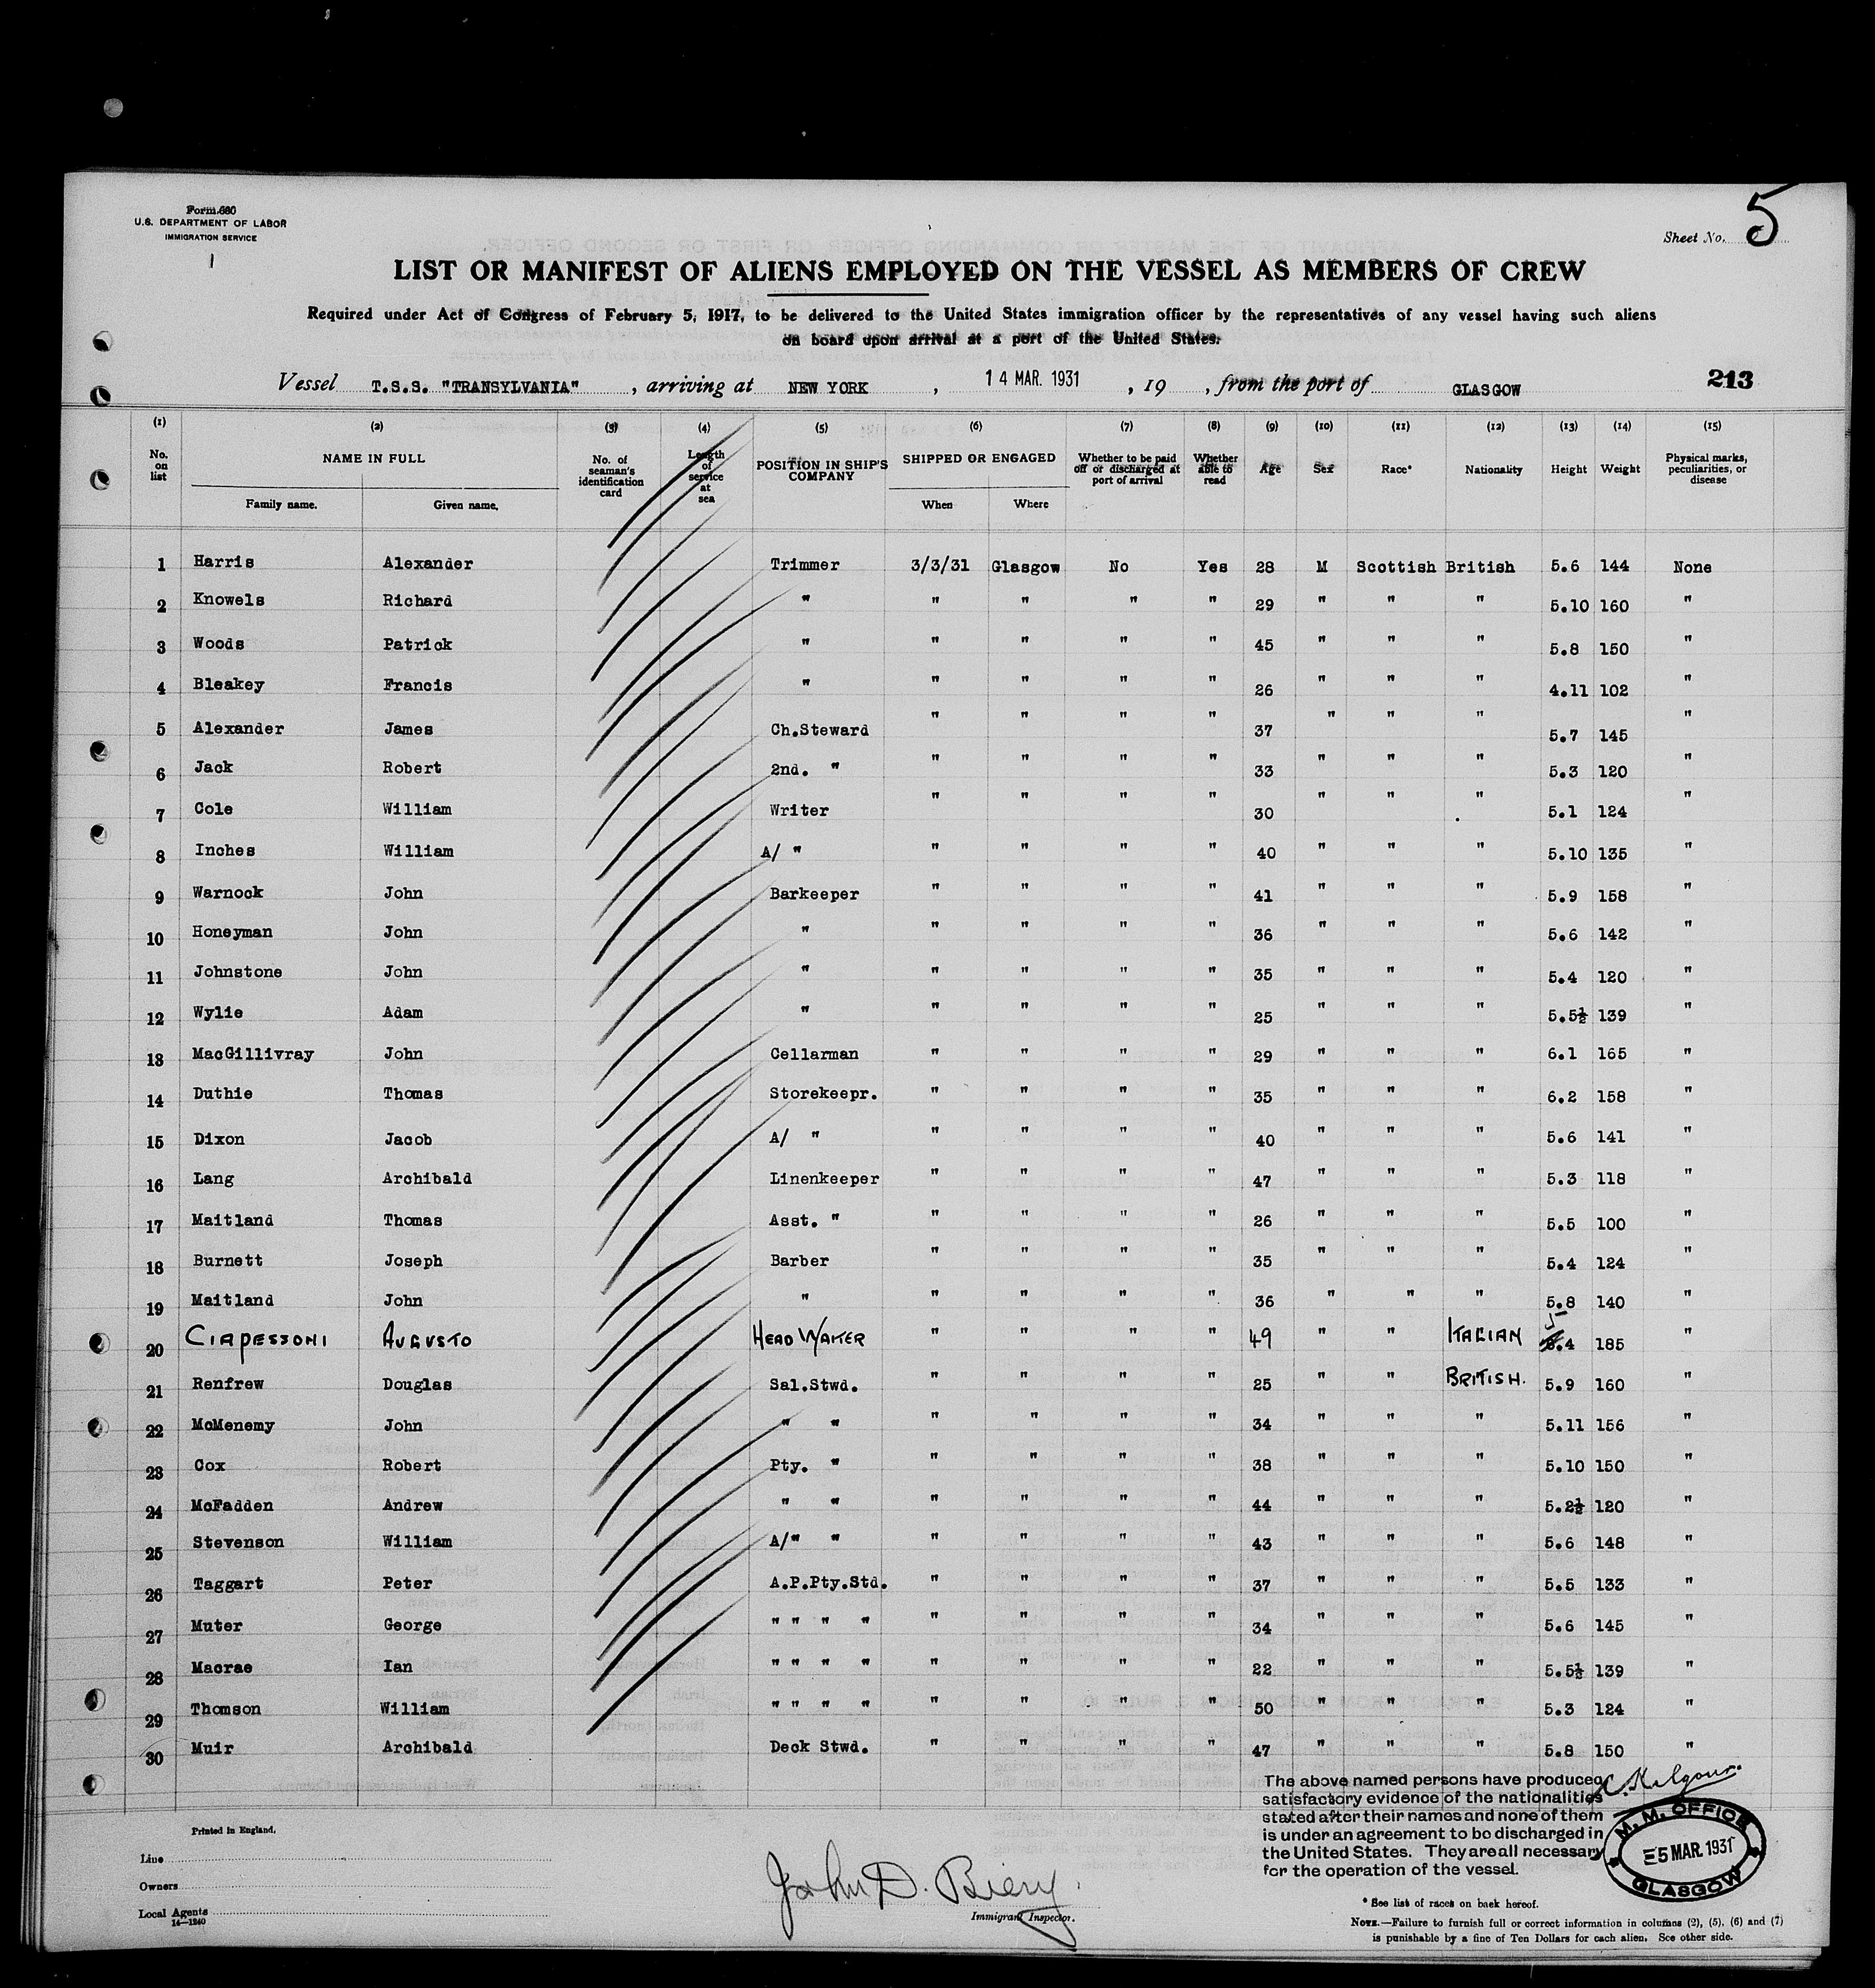 Form 680
U.S. DEPARTMENT OF LABOR
IMMIGRATION SERVICE
1
Sheet No. 5
LIST OR MANIFEST OF ALIENS EMPLOYED ON THE VESSEL AS MEMBERS OF CREW
Required under Act of Congress of February 5, 1917, to be delivered to the United States immigration officer by the representatives of any vessel having such aliens
on board upon arrival at a port of the United States.
Vessel T.S.S. "TRANSYLVANIA" , arriving at NEW YORK , 14 MAR. 1931 , 19 , from the port of GLASGOW 213
(1) (2) (3) (4) (5) (6) (7) (8) (9) (10) (11) (12) (13) (14) (15)
No. on list NAME IN FULL No. of seaman's identification card Length of service at sea POSITION IN SHIP'S COMPANY SHIPPED OR ENGAGED Whether to be paid off or discharged at port of arrival Whether able to read Age Sex Race* Nationality Height Weight Physical marks, peculiarities, or disease
Family name. Given name. When Where
1 Harris Alexander Trimmer 3/3/31 Glasgow No Yes 28 M Scottish British 5.6 144 None
2 Knowels Richard " " " " " 29 " " " 5.10 160 "
3 Woods Patrick " " " " " 45 " " " 5.8 150 "
4 Bleakey Francis " " " " " 26 " " " 4.11 102 "
5 Alexander James Ch.Steward " " " " 37 " " " 5.7 145 "
6 Jack Robert 2nd. " " " " " 33 " " " 5.3 120 "
7 Cole William Writer " " " " 30 " " " 5.1 124 "
8 Inches William A/ " " " " " 40 " " " 5.10 135 "
9 Warnock John Barkeeper " " " " 41 " " " 5.9 158 "
10 Honeyman John " " " " " 36 " " " 5.6 142 "
11 Johnstone John " " " " " 35 " " " 5.4 120 "
12 Wylie Adam " " " " " 25 " " " 5.5½ 139 "
13 MacGillivray John Cellarman " " " " 29 " " " 6.1 165 "
14 Duthie Thomas Storekeepr. " " " " 35 " " " 6.2 158 "
15 Dixon Jacob A/ " " " " " 40 " " " 5.6 141 "
16 Lang Archibald Linenkeeper " " " " 47 " " " 5.3 118 "
17 Maitland Thomas Asst. " " " " " 26 " " " 5.5 100 "
18 Burnett Joseph Barber " " " " 35 " " " 5.4 124 "
19 Maitland John " " " " " 36 " " " 5.8 140 "
20 CIAPESSONI AUGUSTO HEAD WAITER " " " " 49 " " ITALIAN 5.4 185 "
21 Renfrew Douglas Sal.Stwd. " " " " 25 " " BRITISH. 5.9 160 "
22 McMenemy John " " " " " " 34 " " " 5.11 156 "
23 Cox Robert Pty. " " " " " 38 " " " 5.10 150 "
24 McFadden Andrew " " " " " " 44 " " " 5.2½ 120 "
25 Stevenson William A/" " " " " " 43 " " " 5.6 148 "
26 Taggart Peter A.P.Pty.Std. " " " " 37 " " " 5.5 133 "
27 Muter George " " " " " " " " 34 " " " 5.6 145 "
28 Macrae Ian " " " " " " " " 22 " " " 5.5½ 139 "
29 Thomson William " " " " " " " " 50 " " " 5.3 124 "
30 Muir Archibald Deck Stwd. " " " " 47 " " " 5.8 150 "
The above named persons have produced
satisfactory evidence of the nationalities
stated after their names and none of them
is under an agreement to be discharged in
the United States. They are all necessary
for the operation of the vessel.
C. Kilgour.
M.M. OFFICE
5 MAR. 1931
GLASGOW
Printed in England.
Line
Owners
Local Agents
14—1240
John D. Biery
Immigrant Inspector.
* See list of races on back hereof.
NOTE.—Failure to furnish full or correct information in columns (2), (5), (6) and (7)
is punishable by a fine of Ten Dollars for each alien. See other side.